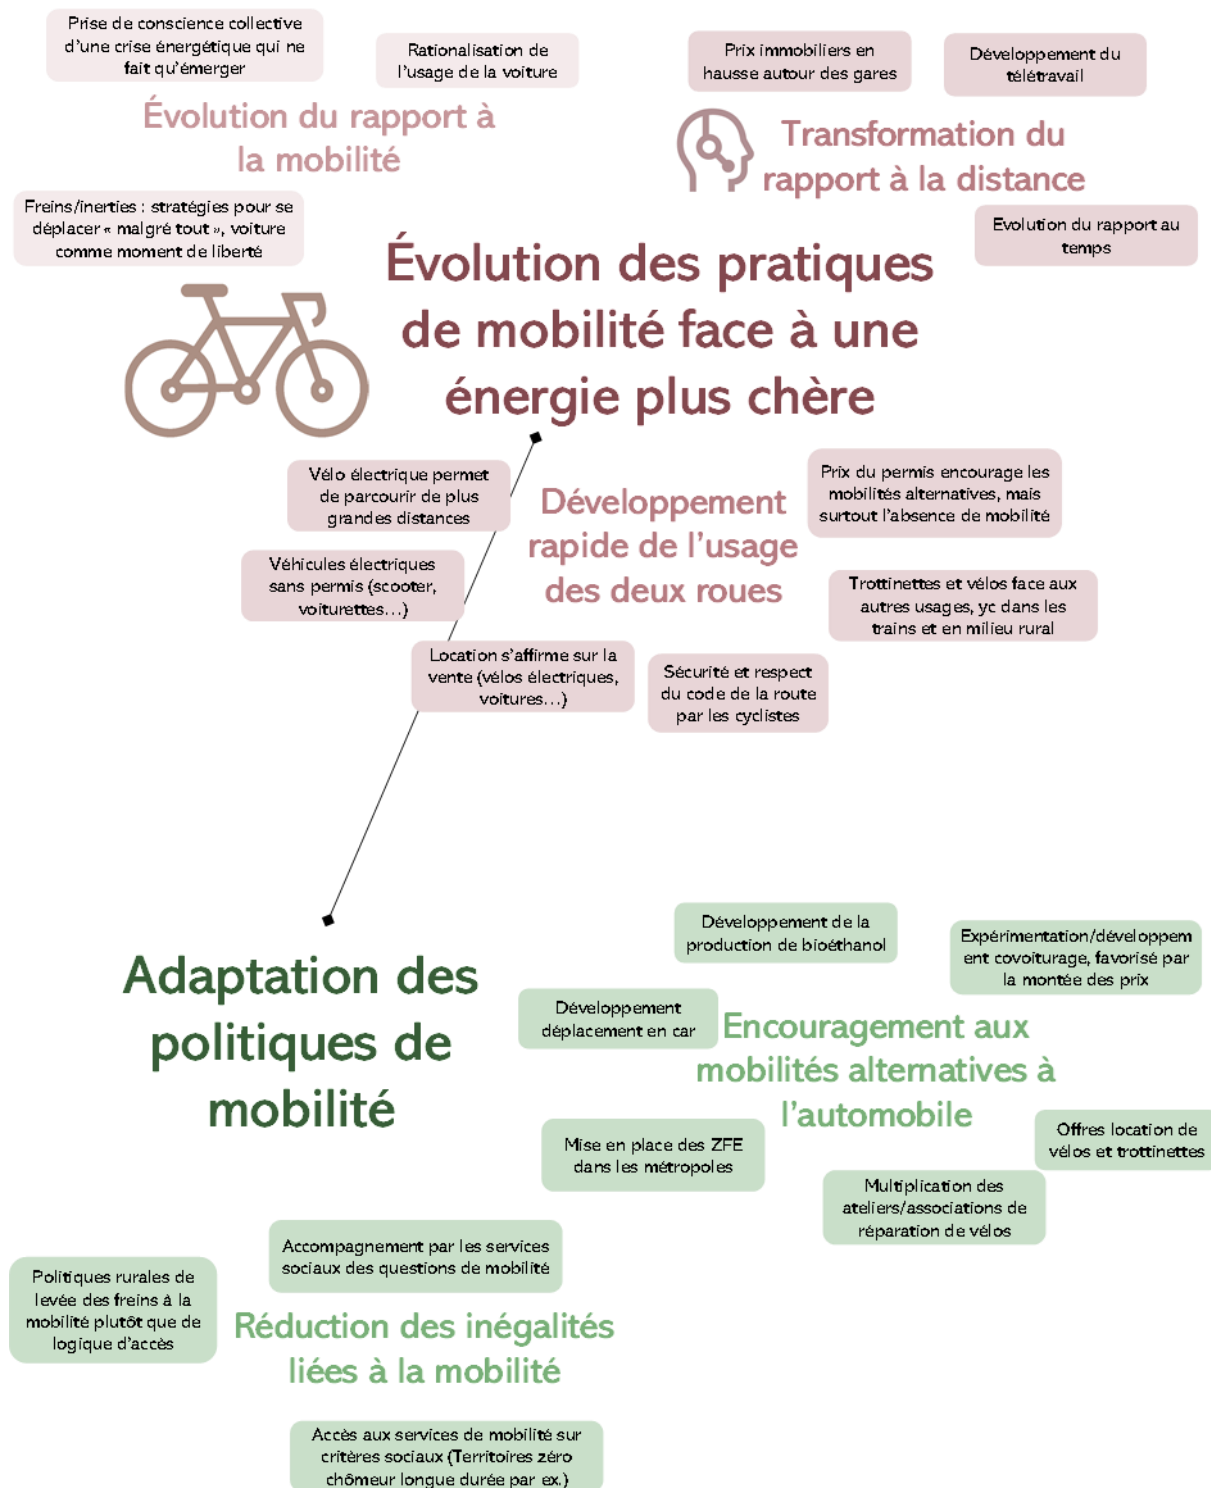 Prise de conscience collective
d'une crise énergétique qui ne
fait qu'émerger
Rationalisation de
l'usage de la voiture
Évolution du rapport à
la mobilité
Freins/inerties : stratégies pour se
déplacer « malgré tout », voiture
comme moment de liberté
Prix immobiliers en
hausse autour des gares
Développement du
télétravail
Transformation du
rapport à la distance
Evolution du rapport au
temps
Évolution des pratiques
de mobilité face à une
énergie plus chère
Vélo électrique permet
de parcourir de plus
grandes distances
Véhicules électriques
sans permis (scooter,
voiturettes…)
Location s'affirme sur la
vente (vélos électriques,
voitures…)
Développement
rapide de l'usage
des deux roues
Prix du permis encourage les
mobilités alternatives, mais
surtout l'absence de mobilité
Trottinettes et vélos face aux
autres usages, yc dans les
trains et en milieu rural
Sécurité et respect
du code de la route
par les cyclistes
Adaptation des
politiques de
mobilité
Développement de la
production de bioéthanol
Expérimentation/développem
ent covoiturage, favorisé par
la montée des prix
Développement
déplacement en car
Encouragement aux
mobilités alternatives à
l'automobile
Mise en place des ZFE
dans les métropoles
Offres location de
vélos et trottinettes
Multiplication des
ateliers/associations de
réparation de vélos
Accompagnement par les services
sociaux des questions de mobilité
Politiques rurales de
levée des freins à la
mobilité plutôt que de
logique d'accès
Réduction des inégalités
liées à la mobilité
Accès aux services de mobilité sur
critères sociaux (Territoires zéro
chômeur longue durée par ex.)